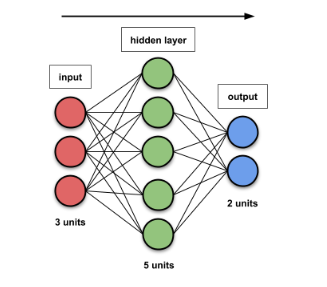 hidden layer
input
output
3 units
2 units
5 units